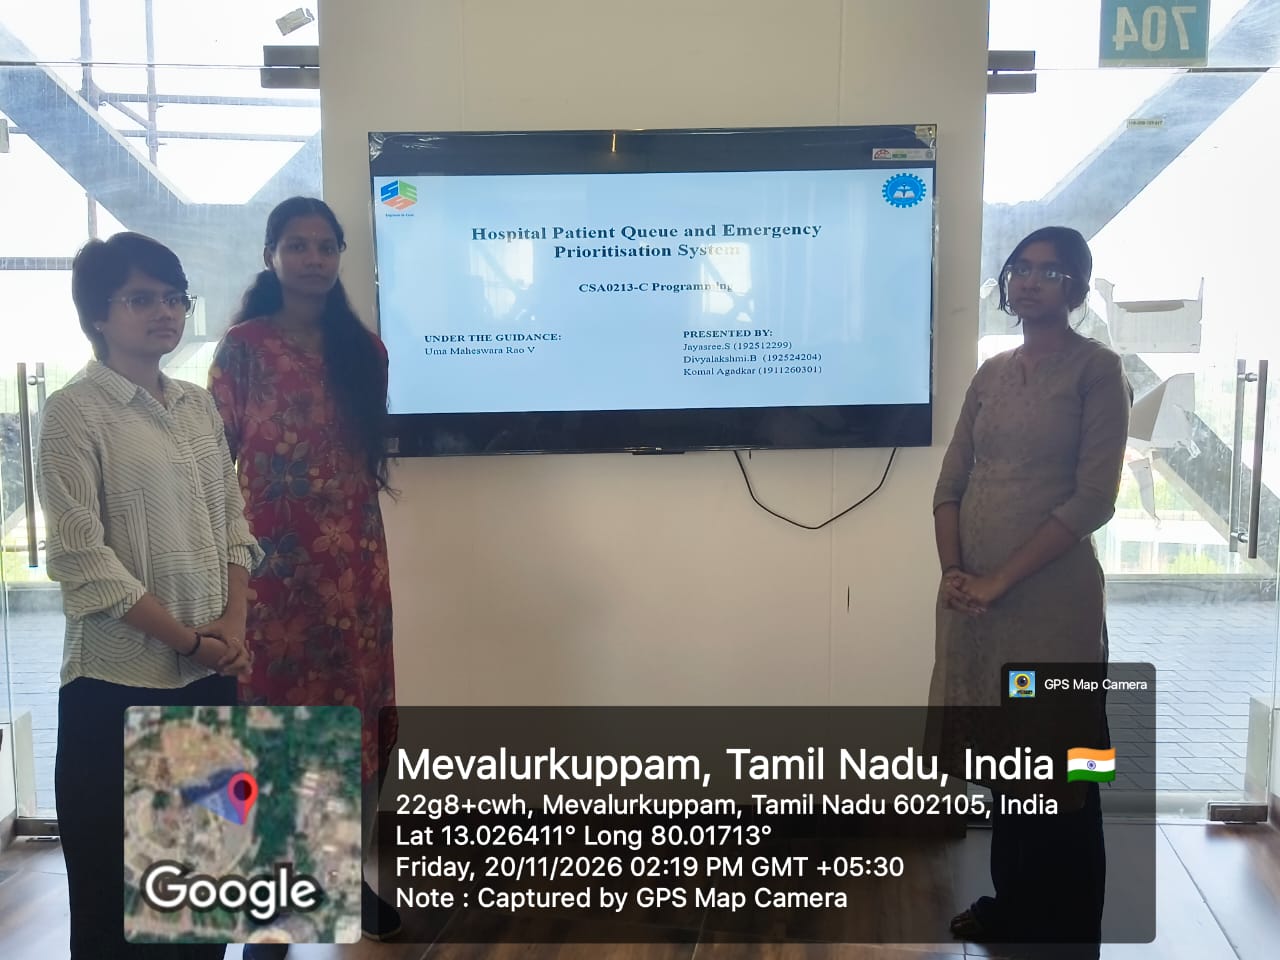 704
Hospital Patient Queue and Emergency
Prioritisation System
CSA0213-C Programming
UNDER THE GUIDANCE:
Uma Maheswara Rao V
PRESENTED BY:
Jayasree.S (192512299)
Divyalakshmi.B (192524204)
Komal Agadkar (1911260301)
GPS Map Camera
Mevalurkuppam, Tamil Nadu, India
22g8+cwh, Mevalurkuppam, Tamil Nadu 602105, India
Lat 13.026411° Long 80.01713°
Friday, 20/11/2026 02:19 PM GMT +05:30
Note : Captured by GPS Map Camera
Google